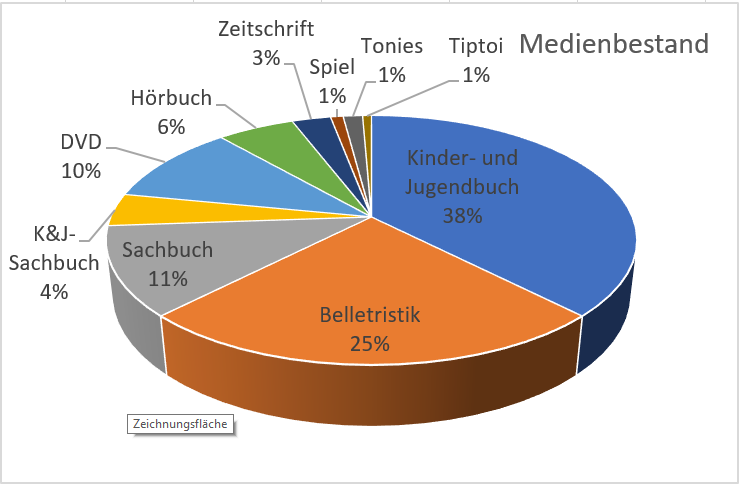 Medienbestand
Zeitschrift
3%
Spiel
1%
Tonies
1%
Tiptoi
1%
Hörbuch
6%
DVD
10%
K&J-
Sachbuch
4%
Sachbuch
11%
Kinder- und
Jugendbuch
38%
Belletristik
25%
Zeichnungsfläche